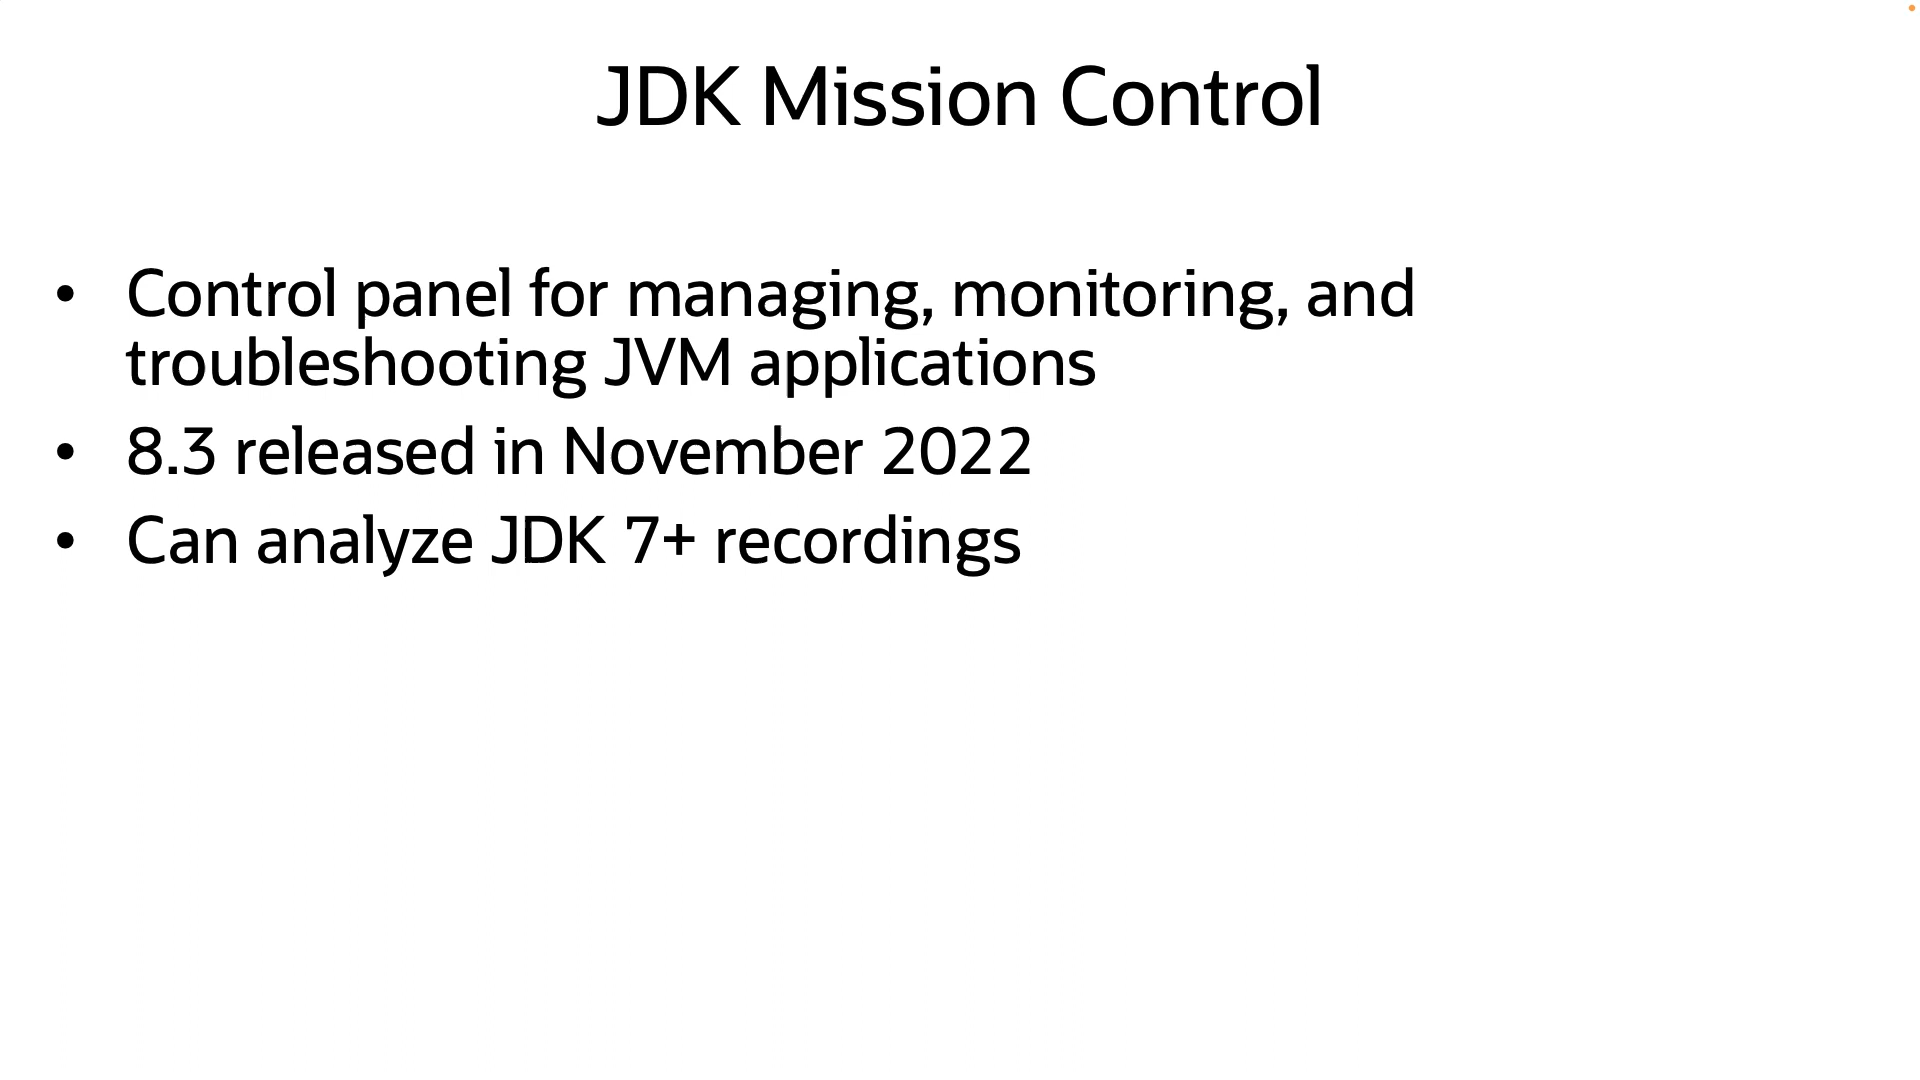 JDK Mission Control
• Control panel for managing, monitoring, and
troubleshooting JVM applications
• 8.3 released in November 2022
• Can analyze JDK 7+ recordings